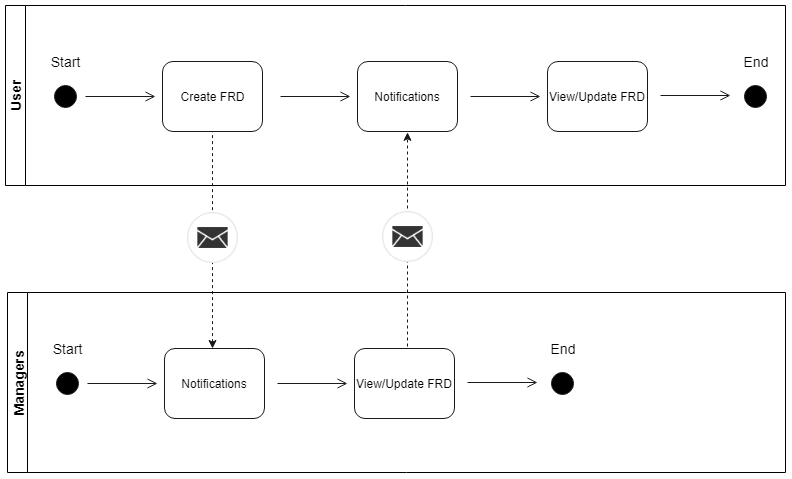 User
Start
End
Create FRD
Notifications
View/Update FRD
Managers
Start
End
Notifications
View/Update FRD